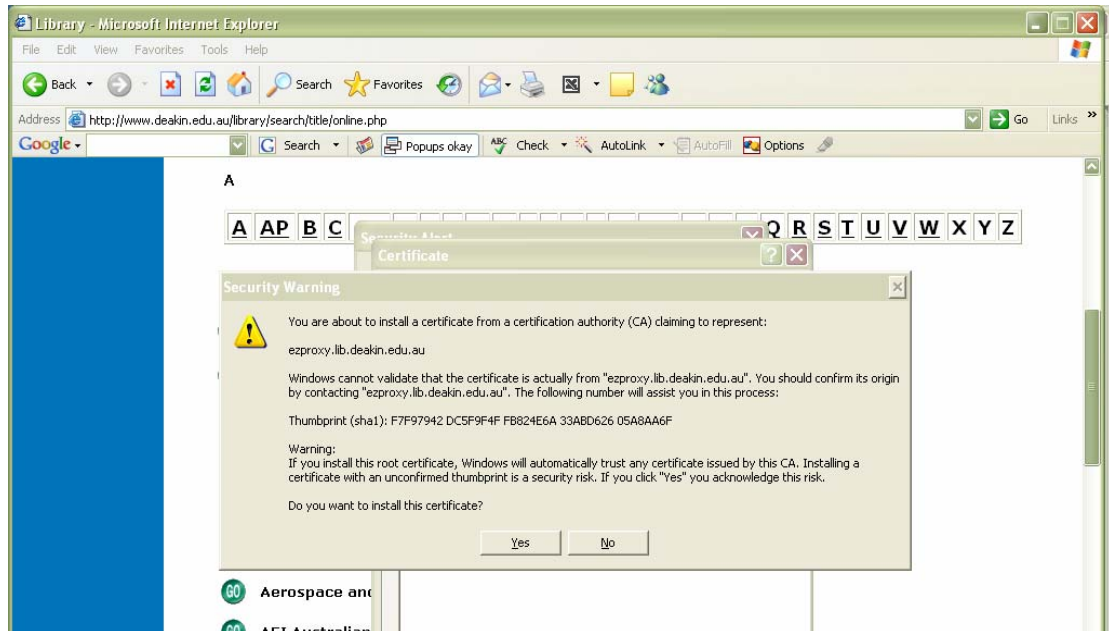 Library - Microsoft Internet Explorer
File Edit View Favorites Tools Help
Back Search Favorites
Address http://www.deakin.edu.au/library/search/title/online.php Go Links »
Google Search Popups okay ABC Check AutoLink AutoFill Options
A
A AP B C Q R S T U V W X Y Z
Security Alert
Certificate
Security Warning
You are about to install a certificate from a certification authority (CA) claiming to represent:
ezproxy.lib.deakin.edu.au
Windows cannot validate that the certificate is actually from "ezproxy.lib.deakin.edu.au". You should confirm its origin
by contacting "ezproxy.lib.deakin.edu.au". The following number will assist you in this process:
Thumbprint (sha1): F7F97942 DC5F9F4F FB824E6A 33ABD626 05A8AA6F
Warning:
If you install this root certificate, Windows will automatically trust any certificate issued by this CA. Installing a
certificate with an unconfirmed thumbprint is a security risk. If you click "Yes" you acknowledge this risk.
Do you want to install this certificate?
Yes No
GO Aerospace and
GO AEI Australian